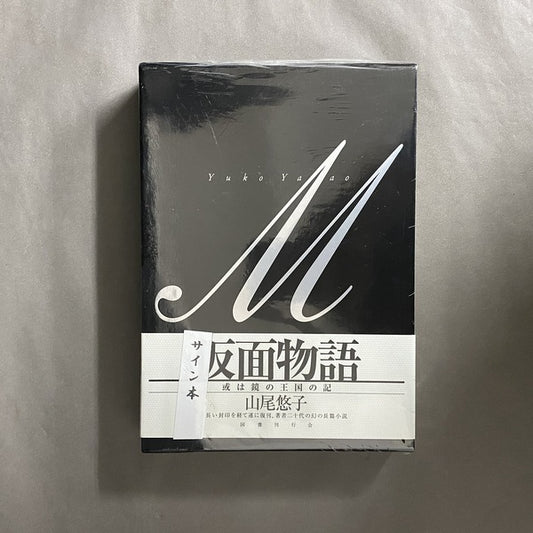 Yuko Yamao
M
サイン本
仮面物語
或は鏡の王国の記
山尾悠子
長い封印を経て遂に復刊、著者二十代の幻の長篇小説
国書刊行会